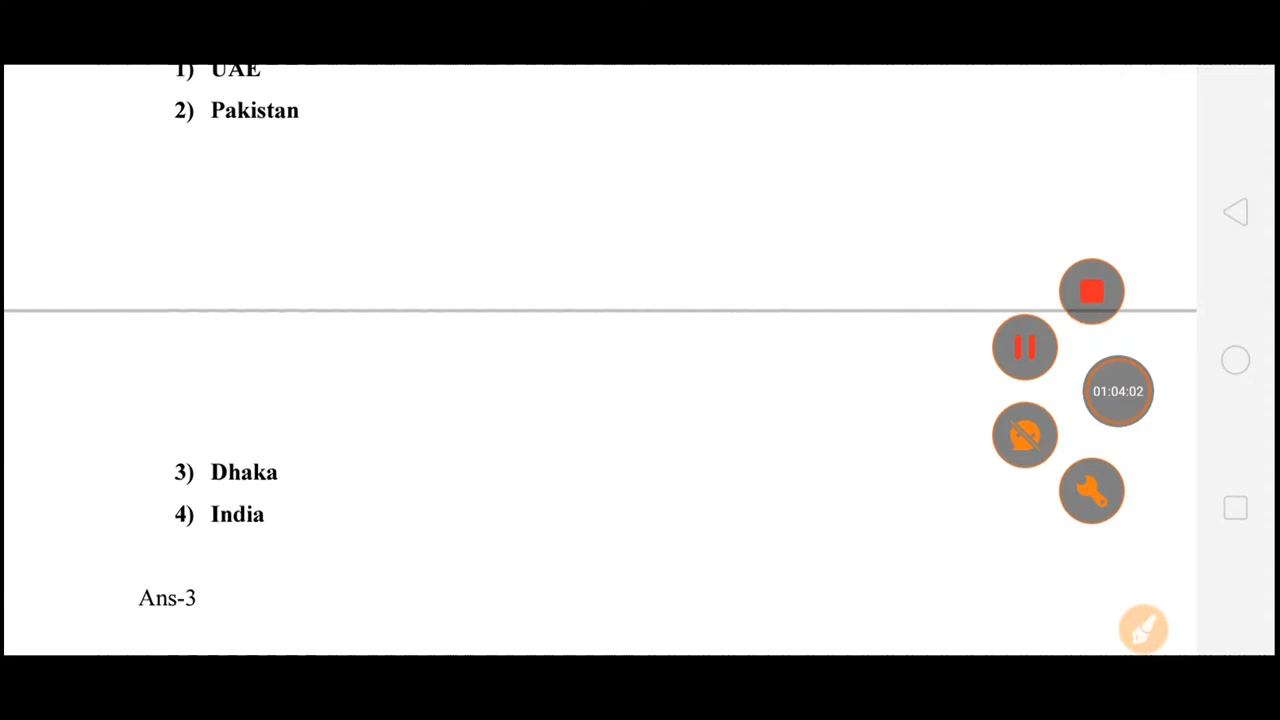 1) UAE
2) Pakistan
01:04:02
3) Dhaka
4) India
Ans-3